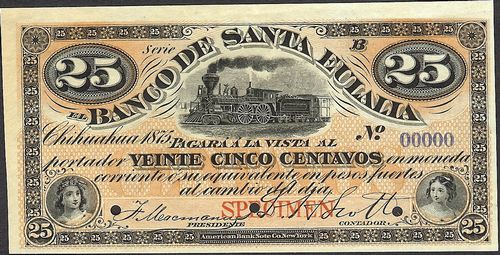 Serie B
25 25
EL BANCO DE SANTA EULALIA
Chihuahua 1875
Nº 00000
PAGARÁ Á LA VISTA AL
portador VEINTE CINCO CENTAVOS en moneda
corriente ó su equivalente en pesos fuertes
al cambio del dia
SPECIMEN
PRESIDENTE CONTADOR
25 25
American Bank Note Co. New York